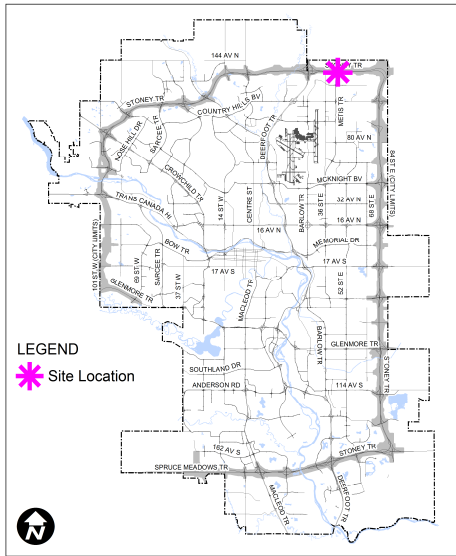 144 AV N
STONEY TR
STONEY TR
COUNTRY HILLS BV
METIS TR
DEERFOOT TR
NOSE HILL DR
SARCEE TR
80 AV N
CROWCHILD TR
MCKNIGHT BV
84 ST E (CITY LIMITS)
TRANS CANADA HI
14 ST W
CENTRE ST
BARLOW TR
36 ST E
32 AV N
68 ST E
16 AV N
16 AV N
MEMORIAL DR
BOW TR
101 ST W (CITY LIMITS)
69 ST W
SARCEE TR
37 ST W
17 AV S
17 AV S
MACLEOD TR
52 ST E
GLENMORE TR
BARLOW TR
GLENMORE TR
STONEY TR
LEGEND
Site Location
SOUTHLAND DR
ANDERSON RD
114 AV S
162 AV S
STONEY TR
SPRUCE MEADOWS TR
MACLEOD TR
DEERFOOT TR
N